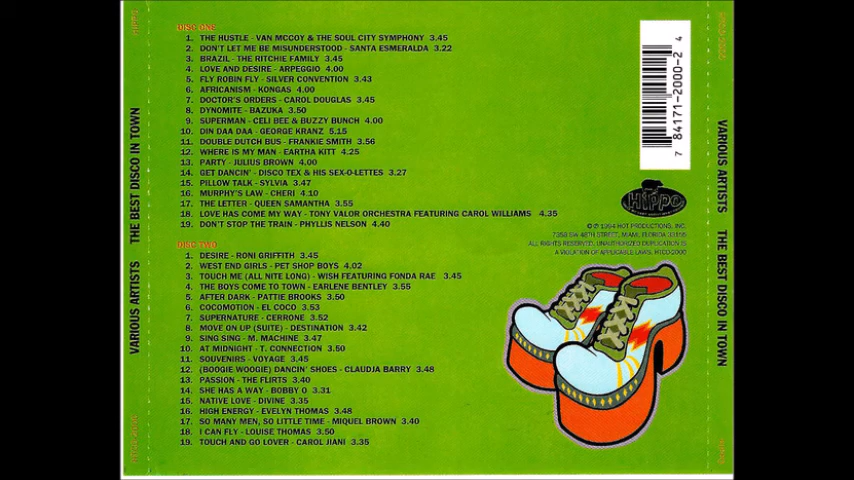 DISC ONE
1. THE HUSTLE - VAN MCCOY & THE SOUL CITY SYMPHONY 3.45
2. DON'T LET ME BE MISUNDERSTOOD - SANTA ESMERALDA 3.22
3. BRAZIL - THE RITCHIE FAMILY 3.45
4. LOVE AND DESIRE - ARPEGGIO 4.00
5. FLY ROBIN FLY - SILVER CONVENTION 3.43
6. AFRICANISM - KONGAS 4.00
7. DOCTOR'S ORDERS - CAROL DOUGLAS 3.45
8. DYNOMITE - BAZUKA 3.50
9. SUPERMAN - CELI BEE & BUZZY BUNCH 4.00
10. DIN DAA DAA - GEORGE KRANZ 5.15
11. DOUBLE DUTCH BUS - FRANKIE SMITH 3.56
12. WHERE IS MY MAN - EARTHA KITT 4.25
13. PARTY - JULIUS BROWN 4.00
14. GET DANCIN' - DISCO TEX & HIS SEX-O-LETTES 3.27
15. PILLOW TALK - SYLVIA 3.47
16. MURPHY'S LAW - CHERI 4.10
17. THE LETTER - QUEEN SAMANTHA 3.55
18. LOVE HAS COME MY WAY - TONY VALOR ORCHESTRA FEATURING CAROL WILLIAMS 4.35
19. DON'T STOP THE TRAIN - PHYLLIS NELSON 4.40
DISC TWO
1. DESIRE - RONI GRIFFITH 3.45
2. WEST END GIRLS - PET SHOP BOYS 4.02
3. TOUCH ME (ALL NITE LONG) - WISH FEATURING FONDA RAE 3.45
4. THE BOYS COME TO TOWN - EARLENE BENTLEY 3.55
5. AFTER DARK - PATTIE BROOKS 3.50
6. COCOMOTION - EL COCO 3.53
7. SUPERNATURE - CERRONE 3.52
8. MOVE ON UP (SUITE) - DESTINATION 3.42
9. SING SING - M. MACHINE 3.47
10. AT MIDNIGHT - T. CONNECTION 3.50
11. SOUVENIRS - VOYAGE 3.45
12. (BOOGIE WOOGIE) DANCIN' SHOES - CLAUDJA BARRY 3.48
13. PASSION - THE FLIRTS 3.40
14. SHE HAS A WAY - BOBBY O 3.31
15. NATIVE LOVE - DIVINE 3.35
16. HIGH ENERGY - EVELYN THOMAS 3.48
17. SO MANY MEN, SO LITTLE TIME - MIQUEL BROWN 3.40
18. I CAN FLY - LOUISE THOMAS 3.50
19. TOUCH AND GO LOVER - CAROL JIANI 3.35
7 84171-2000-2 4
HIPPO
© ℗ 1994 HOT PRODUCTIONS, INC.
STREET, MIAMI, FLORIDA
ALL RIGHTS RESERVED. UNAUTHORIZED DUPLICATION IS
A VIOLATION OF APPLICABLE LAWS.
VARIOUS ARTISTS THE BEST DISCO IN TOWN
VARIOUS ARTISTS THE BEST DISCO IN TOWN